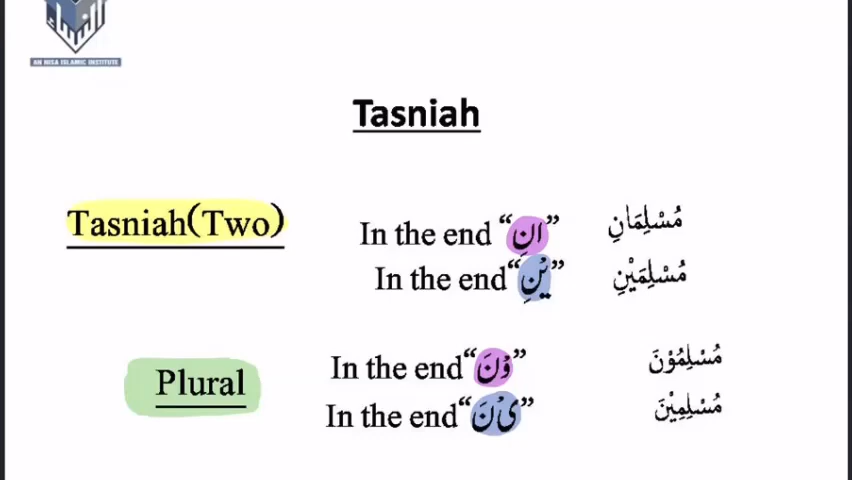 النساء
AN NISA ISLAMIC INSTITUTE
Tasniah
Tasniah(Two) In the end “انِ” مُسْلِمَانِ
In the end“يْنِ” مُسْلِمَيْنِ
Plural In the end“وْنَ” مُسْلِمُوْنَ
In the end“یْنَ” مُسْلِمِيْنَ